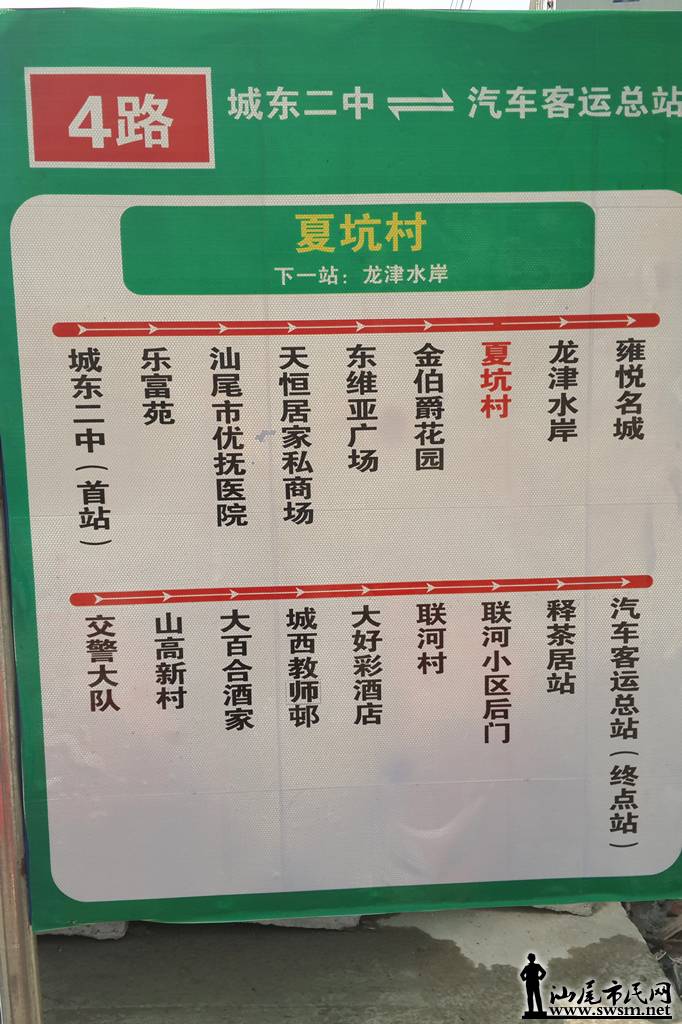 4路
城东二中 ⇌ 汽车客运总站
夏坑村
下一站：龙津水岸
城东二中(首站)
乐富苑
汕尾市优抚医院
天恒居家私商场
东维亚广场
金伯爵花园
夏坑村
龙津水岸
雍悦名城
交警大队
山高新村
大百合酒家
城西教师邨
大好彩酒店
联河村
联河小区后门
释茶居站
汽车客运总站(终点站)
汕尾市民网
www.swsm.net